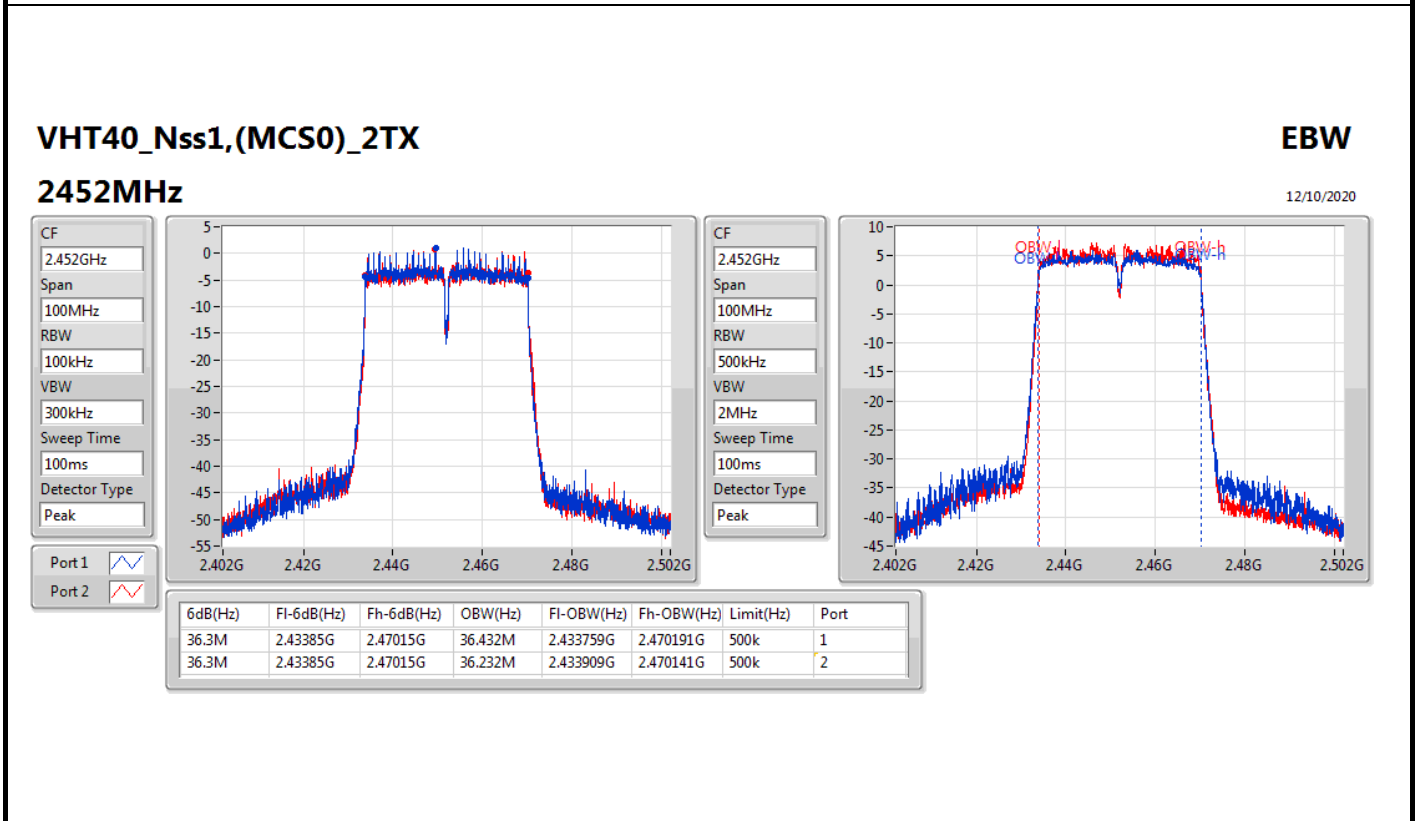 VHT40_Nss1,(MCS0)_2TX
EBW
2452MHz
12/10/2020
CF
2.452GHz
Span
100MHz
RBW
100kHz
VBW
300kHz
Sweep Time
100ms
Detector Type
Peak
Port 1
Port 2
5
0
-5
-10
-15
-20
-25
-30
-35
-40
-45
-50
-55
2.402G 2.42G 2.44G 2.46G 2.48G 2.502G
CF
2.452GHz
Span
100MHz
RBW
500kHz
VBW
2MHz
Sweep Time
100ms
Detector Type
Peak
10
5
0
-5
-10
-15
-20
-25
-30
-35
-40
-45
OBW-h
2.402G 2.42G 2.44G 2.46G 2.48G 2.502G
6dB(Hz) Fl-6dB(Hz) Fh-6dB(Hz) OBW(Hz) Fl-OBW(Hz) Fh-OBW(Hz) Limit(Hz) Port
36.3M 2.43385G 2.47015G 36.432M 2.433759G 2.470191G 500k 1
36.3M 2.43385G 2.47015G 36.232M 2.433909G 2.470141G 500k 2